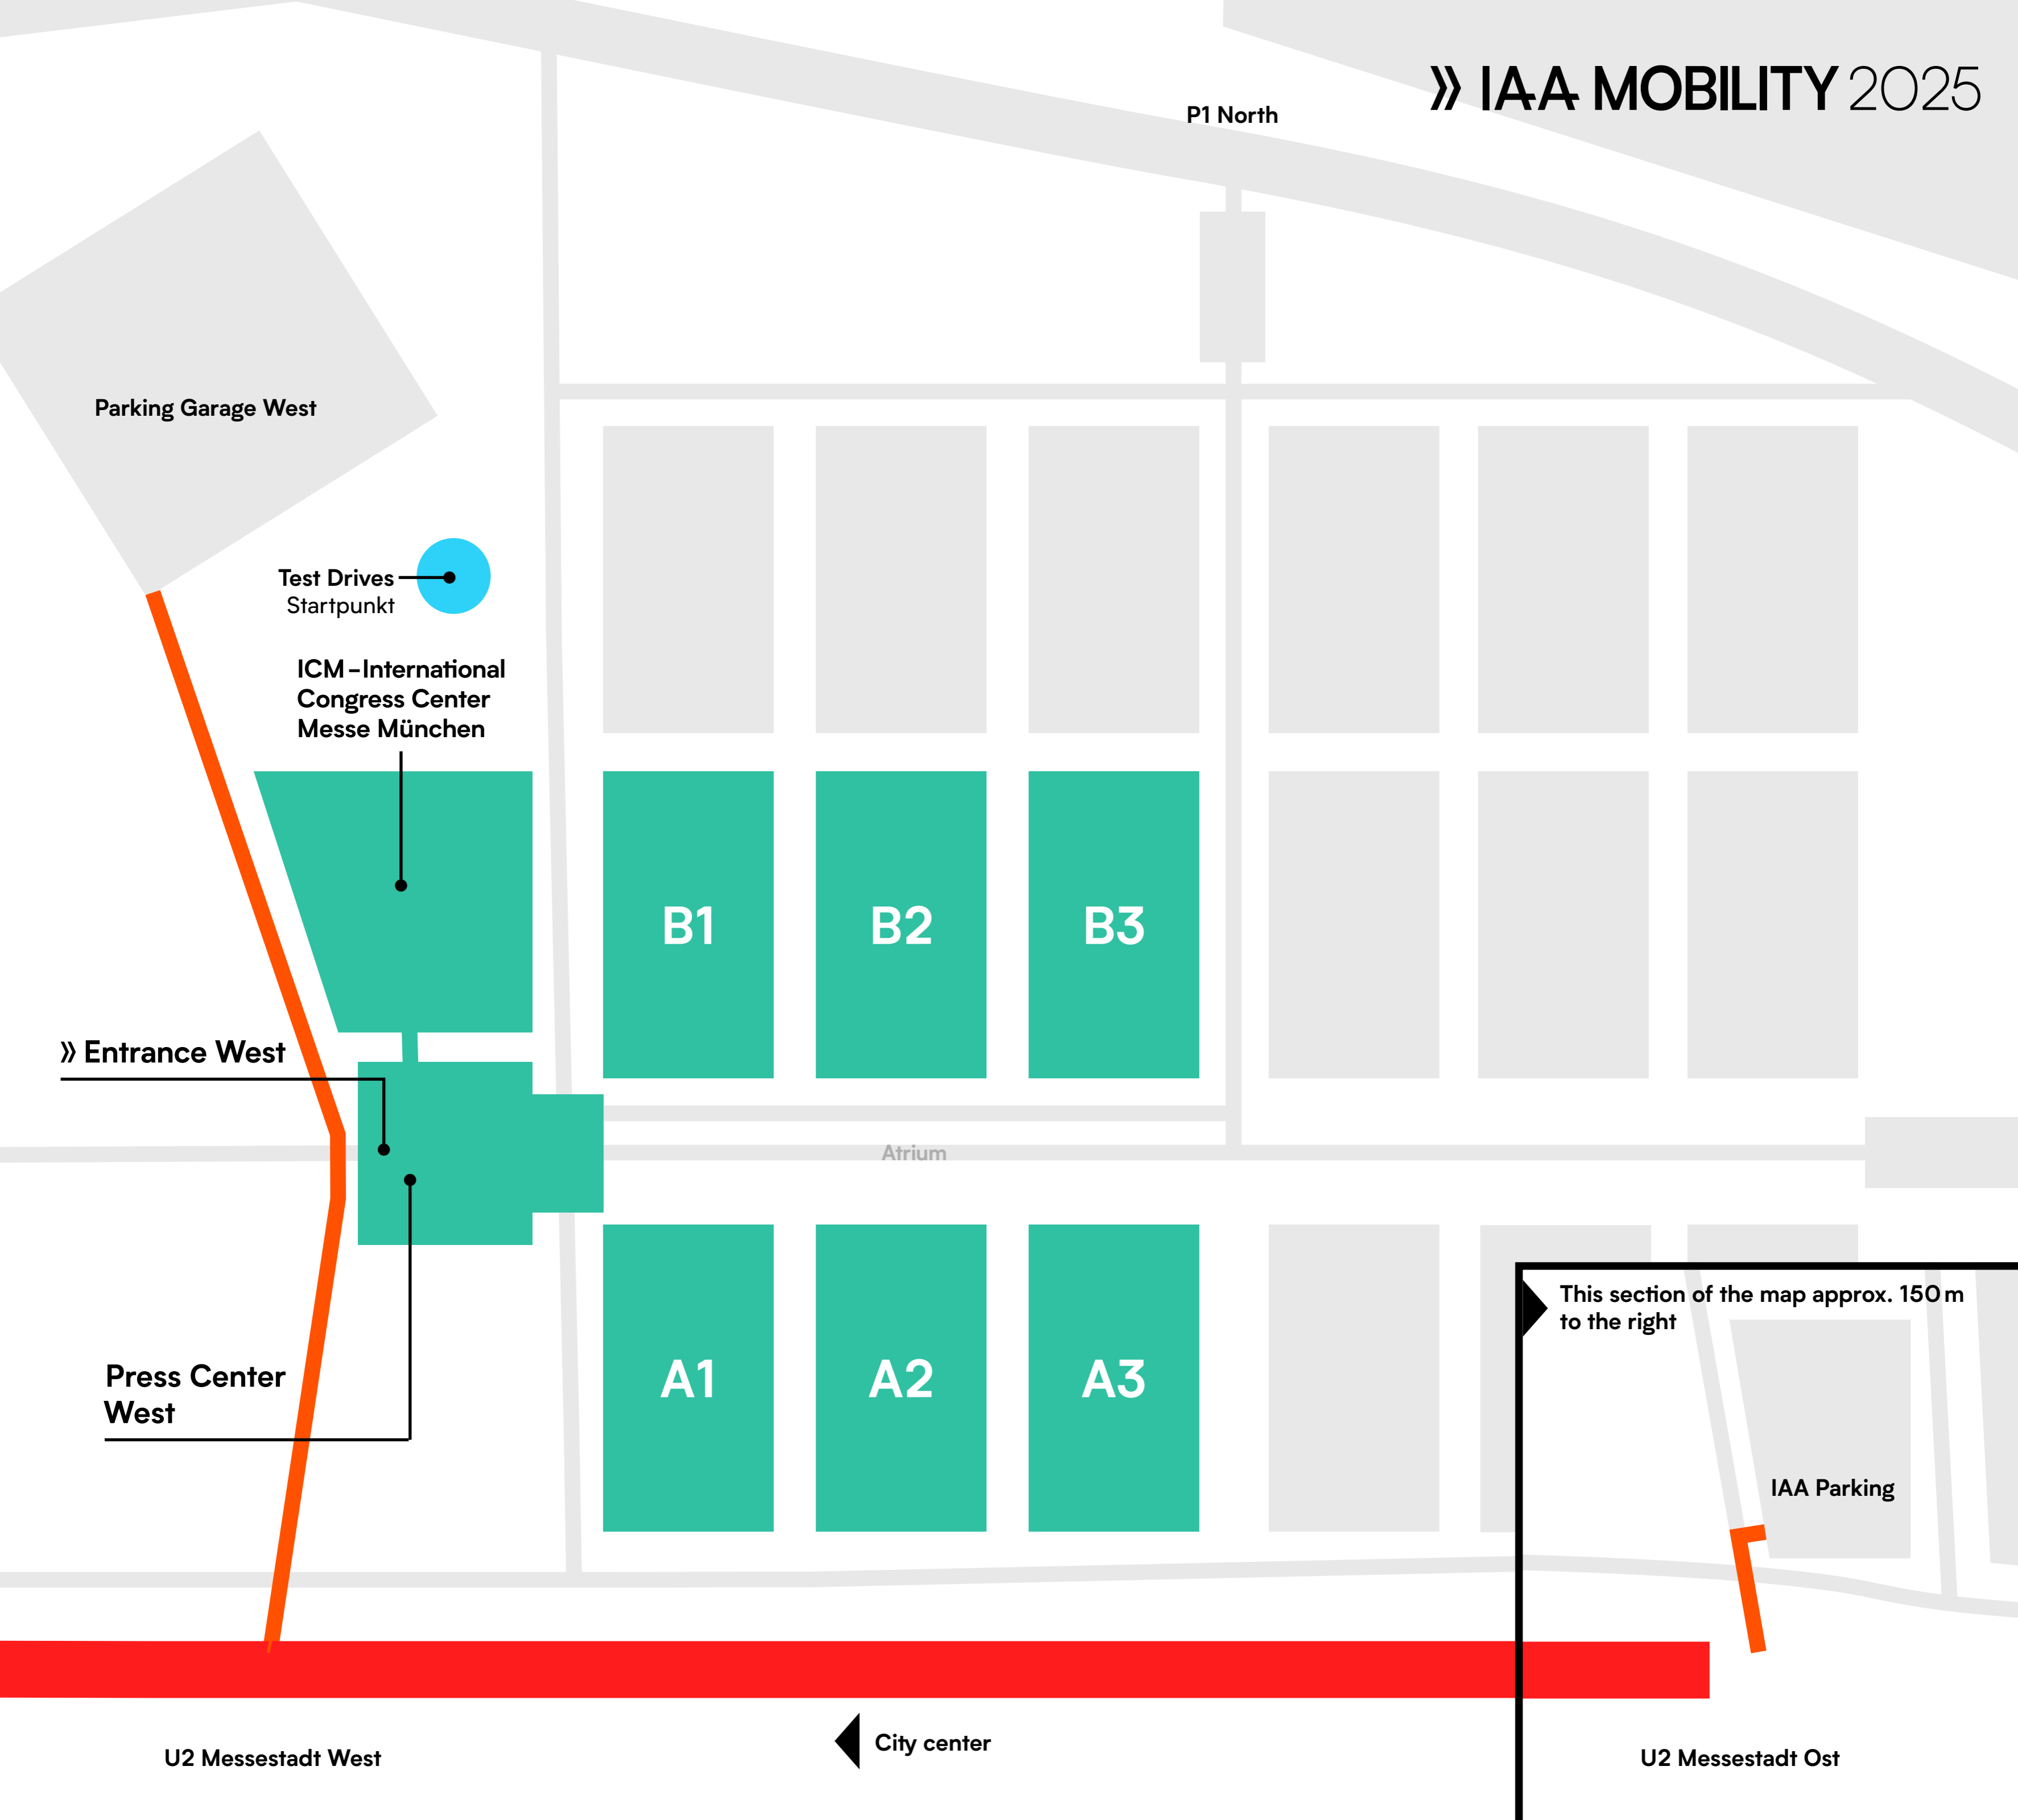 » IAA MOBILITY 2025
P1 North
Parking Garage West
Test Drives
Startpunkt
ICM – International
Congress Center
Messe München
B1
B2
B3
» Entrance West
Atrium
This section of the map approx. 150 m
to the right
Press Center
West
A1
A2
A3
IAA Parking
City center
U2 Messestadt West
U2 Messestadt Ost